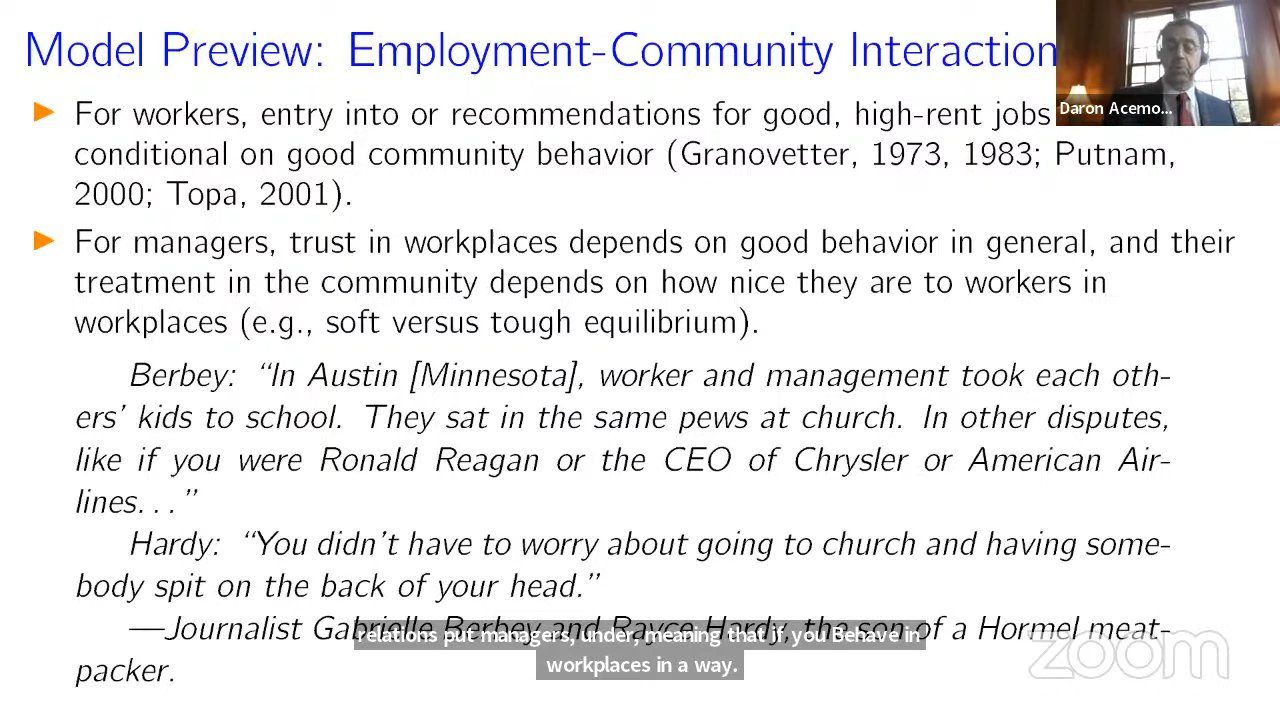 Model Preview: Employment-Community Interaction
Daron Acemo...
▶ For workers, entry into or recommendations for good, high-rent jobs
conditional on good community behavior (Granovetter, 1973, 1983; Putnam,
2000; Topa, 2001).
▶ For managers, trust in workplaces depends on good behavior in general, and their
treatment in the community depends on how nice they are to workers in
workplaces (e.g., soft versus tough equilibrium).
Berbey: “In Austin [Minnesota], worker and management took each oth-
ers’ kids to school. They sat in the same pews at church. In other disputes,
like if you were Ronald Reagan or the CEO of Chrysler or American Air-
lines. . . ”
Hardy: “You didn’t have to worry about going to church and having some-
body spit on the back of your head.”
—Journalist Gabrielle Berbey and Rayce Hardy, the son of a Hormel meat-
packer.
relations put managers, under, meaning that if, you Behave in
workplaces in a way.
zoom